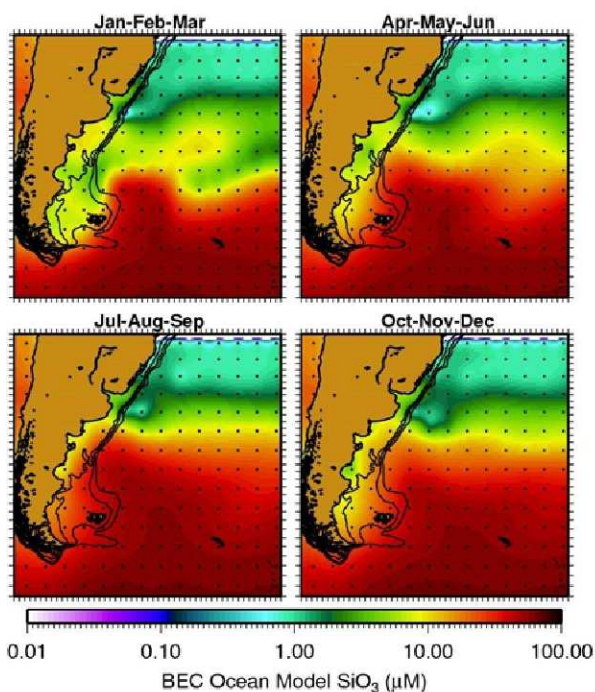 Jan-Feb-Mar
Apr-May-Jun
Jul-Aug-Sep
Oct-Nov-Dec
0.01 0.10 1.00 10.00 100.00
BEC Ocean Model SiO₃ (µM)